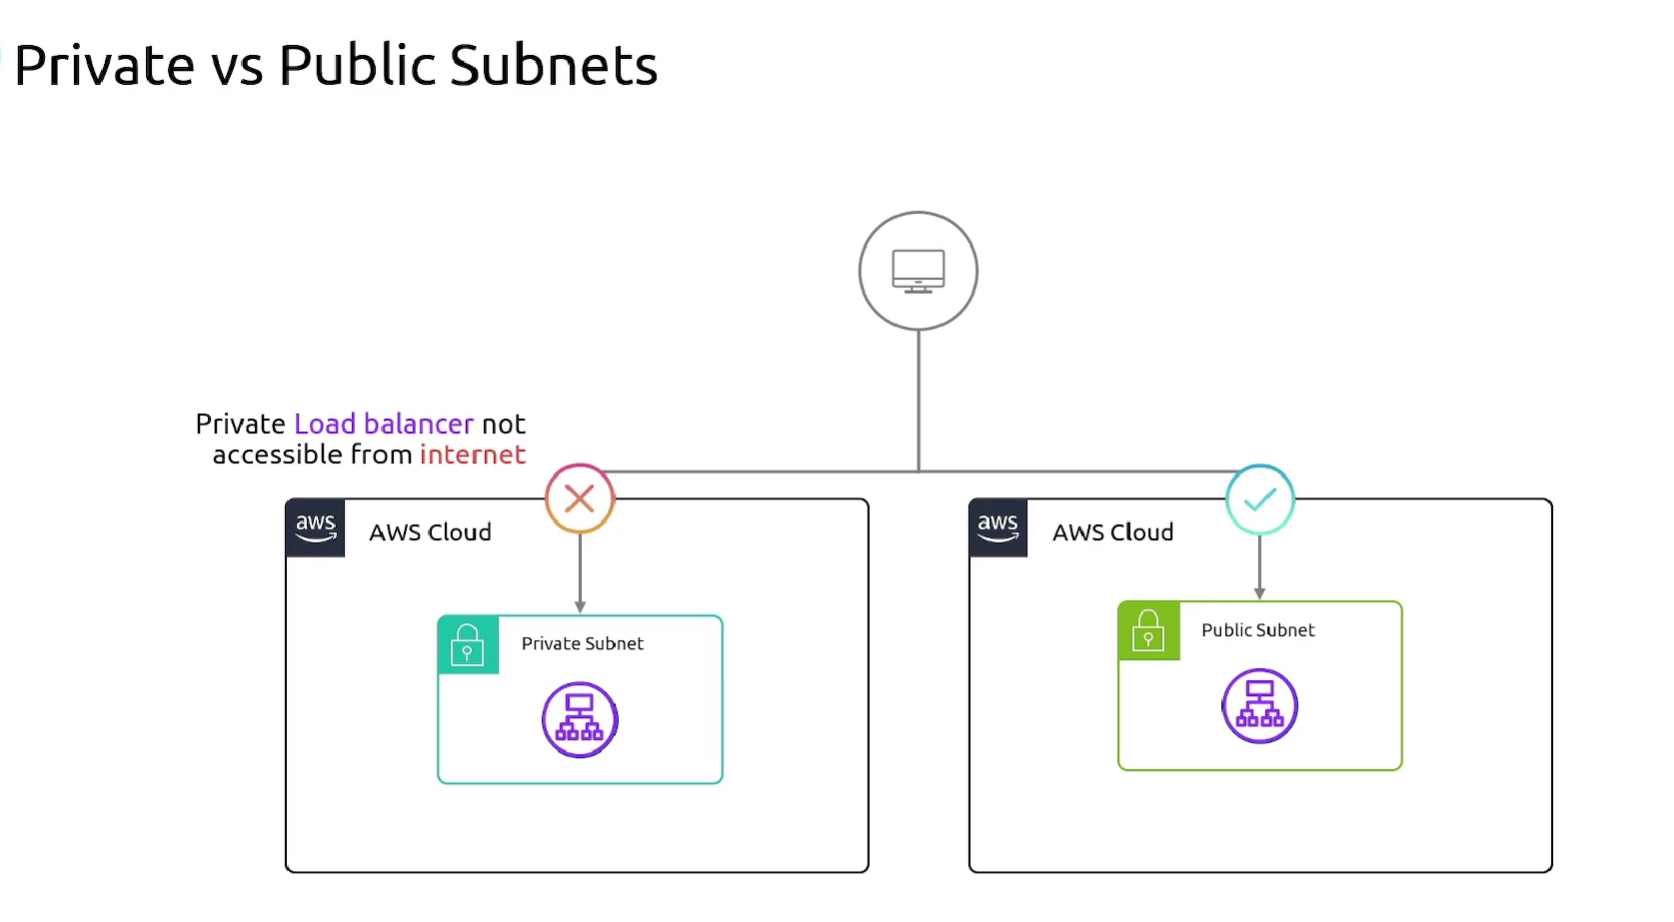 Private vs Public Subnets
Private Load balancer not
accessible from internet
aws
AWS Cloud
aws
AWS Cloud
Private Subnet
Public Subnet